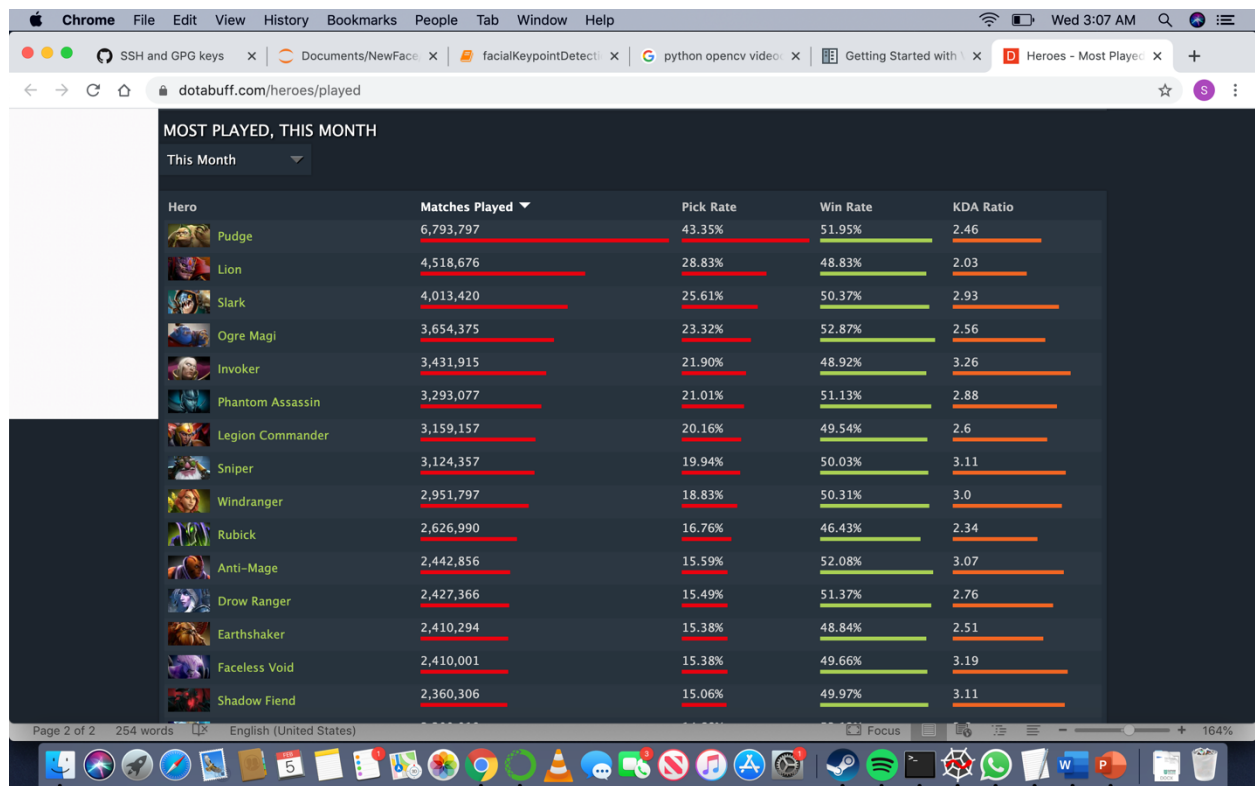 Chrome File Edit View History Bookmarks People Tab Window Help Wed 3:07 AM
SSH and GPG keys Documents/NewFace facialKeypointDetecti python opencv videoc Getting Started with Heroes - Most Played
dotabuff.com/heroes/played S
MOST PLAYED, THIS MONTH
This Month
Hero Matches Played Pick Rate Win Rate KDA Ratio
Pudge 6,793,797 43.35% 51.95% 2.46
Lion 4,518,676 28.83% 48.83% 2.03
Slark 4,013,420 25.61% 50.37% 2.93
Ogre Magi 3,654,375 23.32% 52.87% 2.56
Invoker 3,431,915 21.90% 48.92% 3.26
Phantom Assassin 3,293,077 21.01% 51.13% 2.88
Legion Commander 3,159,157 20.16% 49.54% 2.6
Sniper 3,124,357 19.94% 50.03% 3.11
Windranger 2,951,797 18.83% 50.31% 3.0
Rubick 2,626,990 16.76% 46.43% 2.34
Anti-Mage 2,442,856 15.59% 52.08% 3.07
Drow Ranger 2,427,366 15.49% 51.37% 2.76
Earthshaker 2,410,294 15.38% 48.84% 2.51
Faceless Void 2,410,001 15.38% 49.66% 3.19
Shadow Fiend 2,360,306 15.06% 49.97% 3.11
Page 2 of 2 254 words English (United States) Focus 164%
FEB 5 1 3 1 W P DOCX